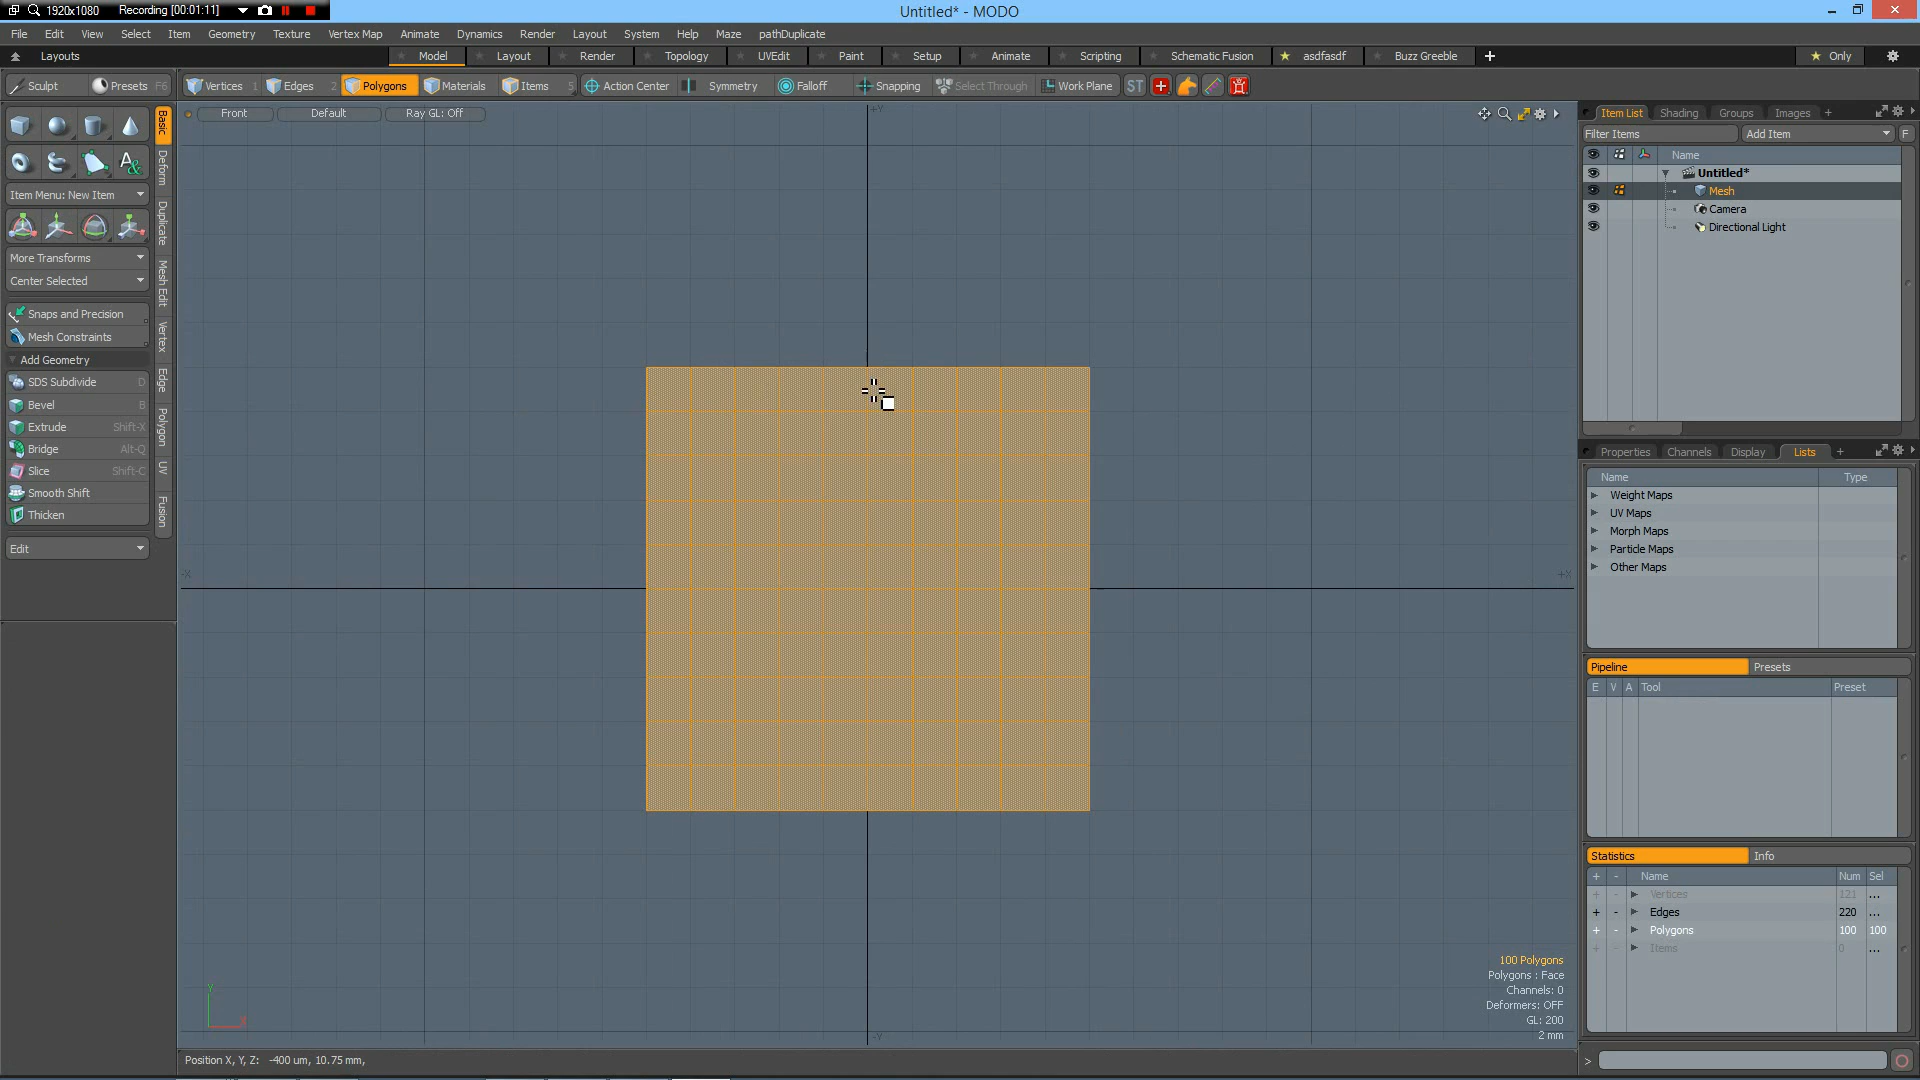 1920x1080 Recording [00:01:11]
Untitled* - MODO
File Edit View Select Item Geometry Texture Vertex Map Animate Dynamics Render Layout System Help Maze pathDuplicate
Layouts Model Layout Render Topology UVEdit Paint Setup Animate Scripting Schematic Fusion asdfasdf Buzz Greeble Only
Sculpt Presets F6 Vertices 1 Edges 2 Polygons Materials Items 5 Action Center Symmetry Falloff Snapping Select Through Work Plane ST
Front Default Ray GL: Off
Basic
Deform
Duplicate
Mesh Edit
Vertex
Edge
Polygon
UV
Fusion
Item Menu: New Item
More Transforms
Center Selected
Snaps and Precision
Mesh Constraints
Add Geometry
SDS Subdivide D
Bevel B
Extrude Shift-X
Bridge Alt-Q
Slice Shift-C
Smooth Shift
Thicken
Edit
+Y
-X
+X
-Y
Y
X
100 Polygons
Polygons : Face
Channels: 0
Deformers: OFF
GL: 200
2 mm
Position X, Y, Z: -400 um, 10.75 mm,
Item List Shading Groups Images +
Filter Items Add Item F
Name
Untitled*
Mesh
Camera
Directional Light
Properties Channels Display Lists +
Name Type
Weight Maps
UV Maps
Morph Maps
Particle Maps
Other Maps
Pipeline Presets
E V A Tool Preset
Statistics Info
+ - Name Num Sel
+ - Vertices 121 ...
+ - Edges 220 ...
+ - Polygons 100 100
+ - Items 0 ...
>